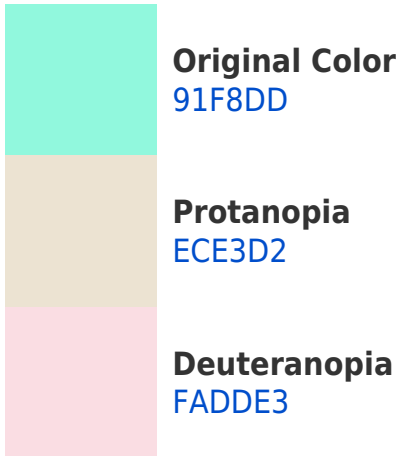 Original Color
91F8DD
Protanopia
ECE3D2
Deuteranopia
FADDE3